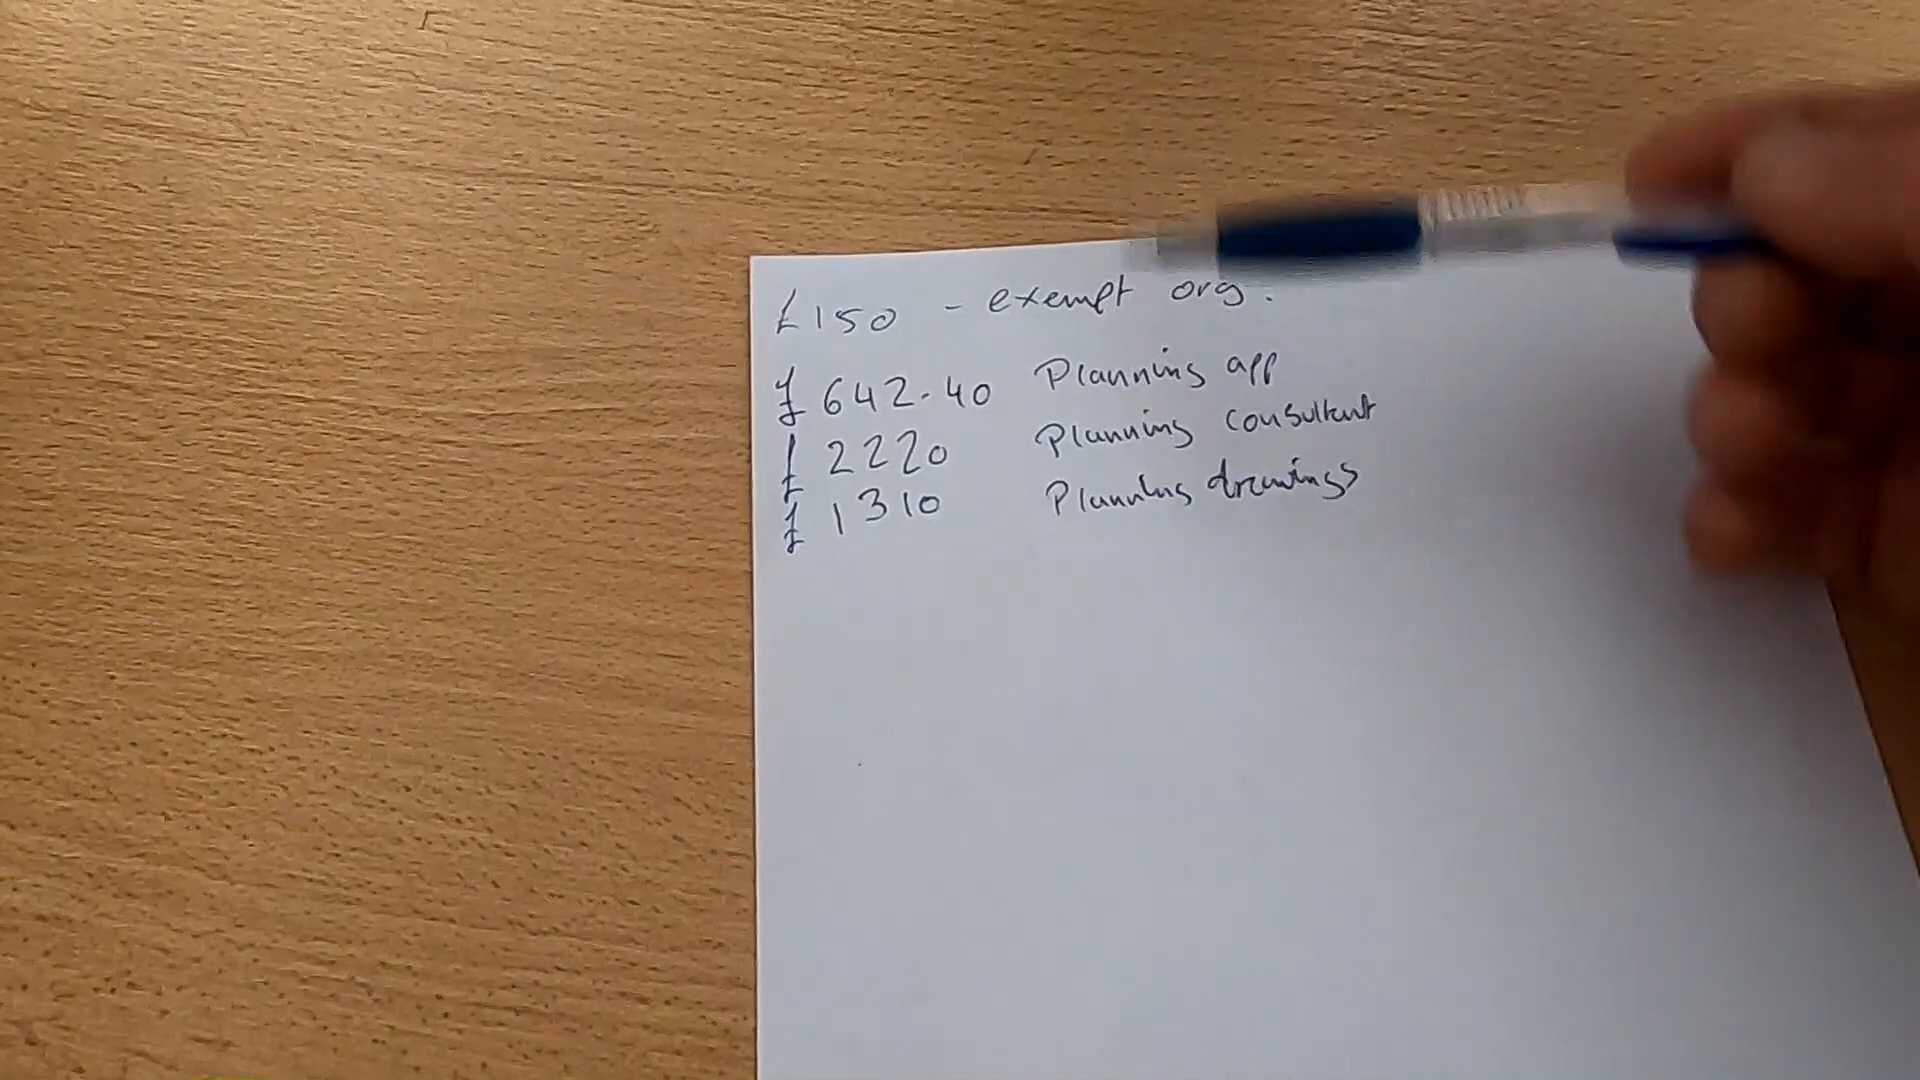 £150 - exempt org.
£642.40 Planning app
£2220 Planning consultant
£1310 Planning drawings